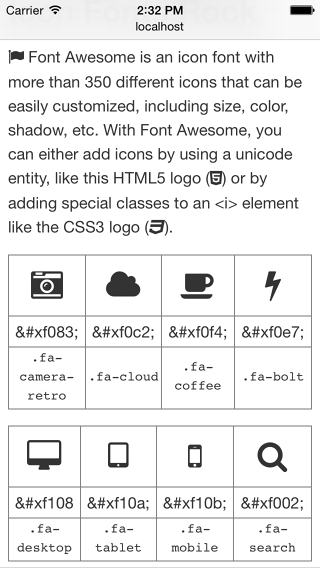 Carrier 2:32 PM
localhost
Font Awesome is an icon font with
more than 350 different icons that can be
easily customized, including size, color,
shadow, etc. With Font Awesome, you
can either add icons by using a unicode
entity, like this HTML5 logo ( ) or by
adding special classes to an <i> element
like the CSS3 logo ( ).
&#xf083; &#xf0c2; &#xf0f4; &#xf0e7;
.fa-camera-retro .fa-cloud .fa-coffee .fa-bolt
&#xf108 &#xf10a; &#xf10b; &#xf002;
.fa-desktop .fa-tablet .fa-mobile .fa-search